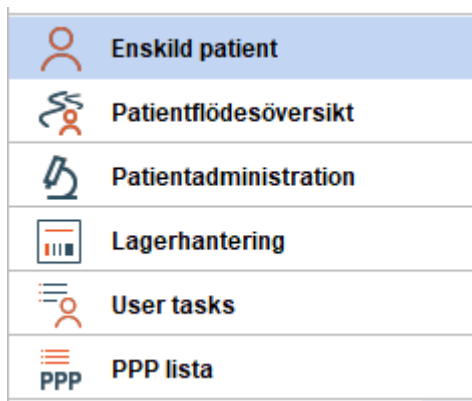 Enskild patient
Patientflödesöversikt
Patientadministration
Lagerhantering
User tasks
PPP PPP lista